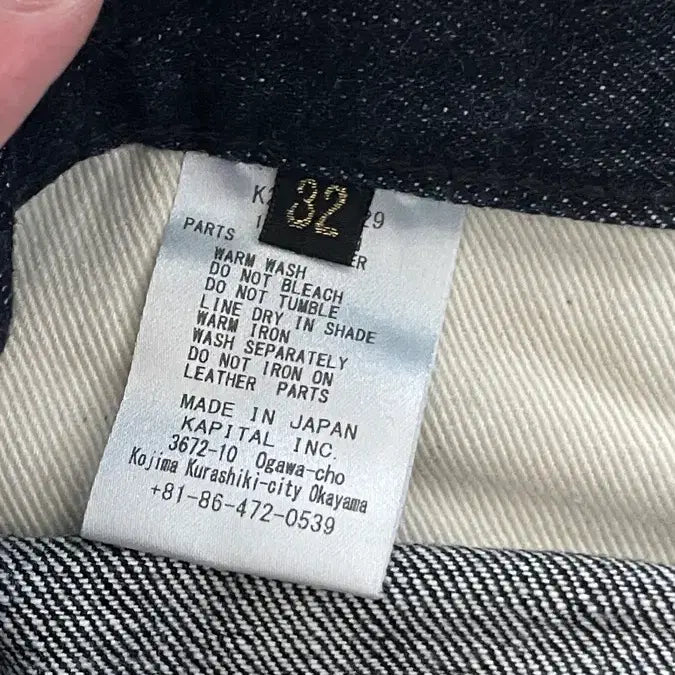 32
PARTS
WARM WASH
DO NOT BLEACH
DO NOT TUMBLE
LINE DRY IN SHADE
WARM IRON
WASH SEPARATELY
DO NOT IRON ON
LEATHER PARTS
MADE IN JAPAN
KAPITAL INC.
3672-10 Ogawa-cho
Kojima Kurashiki-city Okayama
+81-86-472-0539